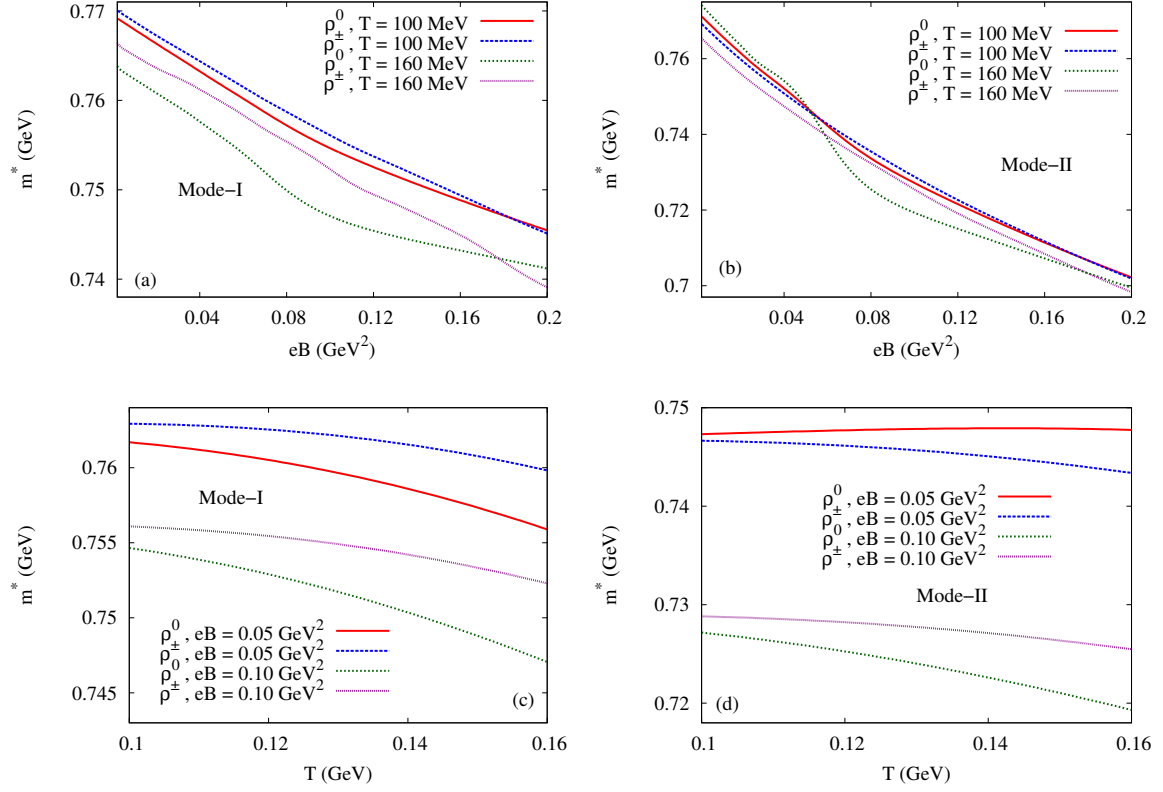 0.77
0.76
0.75
0.74
m* (GeV)
ρ⁰ , T = 100 MeV
ρ± , T = 100 MeV
ρ⁰ , T = 160 MeV
ρ± , T = 160 MeV
Mode−I
(a)
0.04 0.08 0.12 0.16 0.2
eB (GeV²)
0.76
0.74
0.72
0.7
m* (GeV)
ρ⁰ , T = 100 MeV
ρ± , T = 100 MeV
ρ⁰ , T = 160 MeV
ρ± , T = 160 MeV
Mode−II
(b)
0.04 0.08 0.12 0.16 0.2
eB (GeV²)
0.76
0.755
0.75
0.745
m* (GeV)
Mode−I
ρ⁰ , eB = 0.05 GeV²
ρ± , eB = 0.05 GeV²
ρ⁰ , eB = 0.10 GeV²
ρ± , eB = 0.10 GeV²
(c)
0.1 0.12 0.14 0.16
T (GeV)
0.75
0.74
0.73
0.72
m* (GeV)
ρ⁰ , eB = 0.05 GeV²
ρ± , eB = 0.05 GeV²
ρ⁰ , eB = 0.10 GeV²
ρ± , eB = 0.10 GeV²
Mode−II
(d)
0.1 0.12 0.14 0.16
T (GeV)